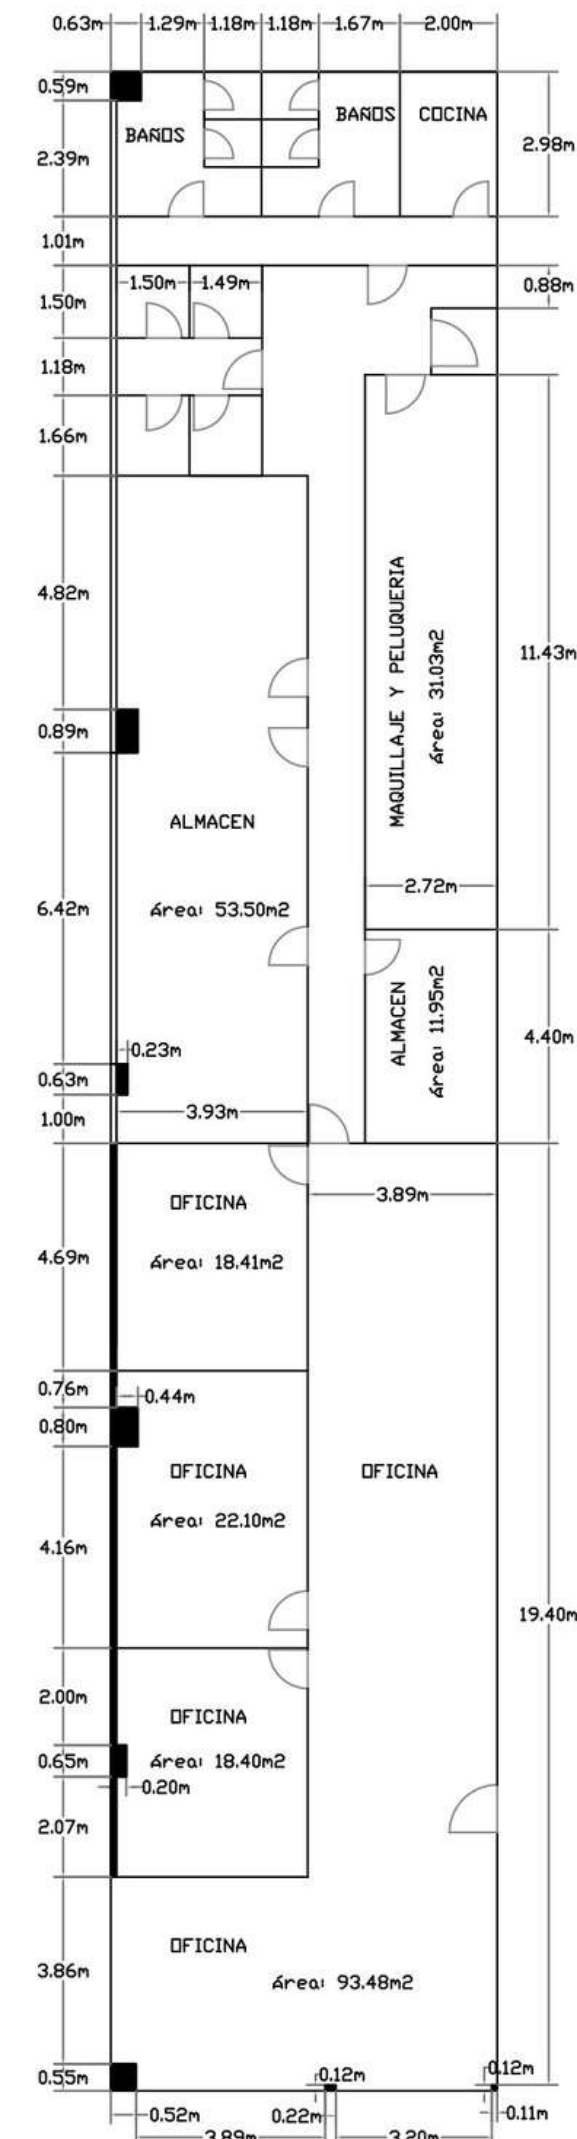 0.63m 1.29m 1.18m 1.18m 1.67m 2.00m
0.59m
BAÑOS COCINA
BAÑOS
2.98m
2.39m
1.01m
1.50m 1.49m
0.88m
1.50m
1.18m
1.66m
4.82m
MAQUILLAJE Y PELUQUERIA
Área: 31.03m2
11.43m
0.89m
ALMACEN
2.72m
6.42m
Área: 53.50m2
ALMACEN
Área: 11.95m2
4.40m
0.23m
0.63m
3.93m
1.00m
3.89m
OFICINA
4.69m
Área: 18.41m2
0.76m
0.44m
0.80m
OFICINA OFICINA
Área: 22.10m2
4.16m
19.40m
2.00m
OFICINA
0.65m
Área: 18.40m2
0.20m
2.07m
OFICINA
3.86m
Área: 93.48m2
0.12m 0.12m
0.55m
0.52m 0.22m 0.11m
3.89m 3.20m